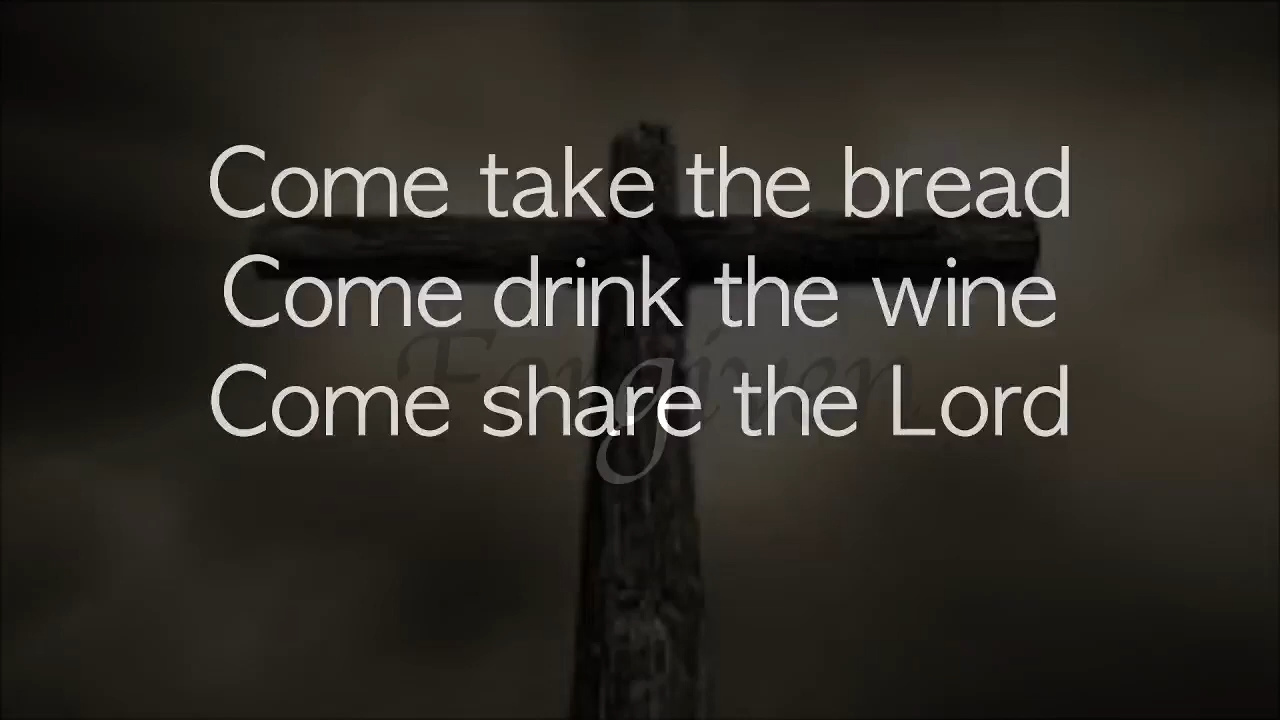 Come take the bread
Come drink the wine
Forgiven
Come share the Lord